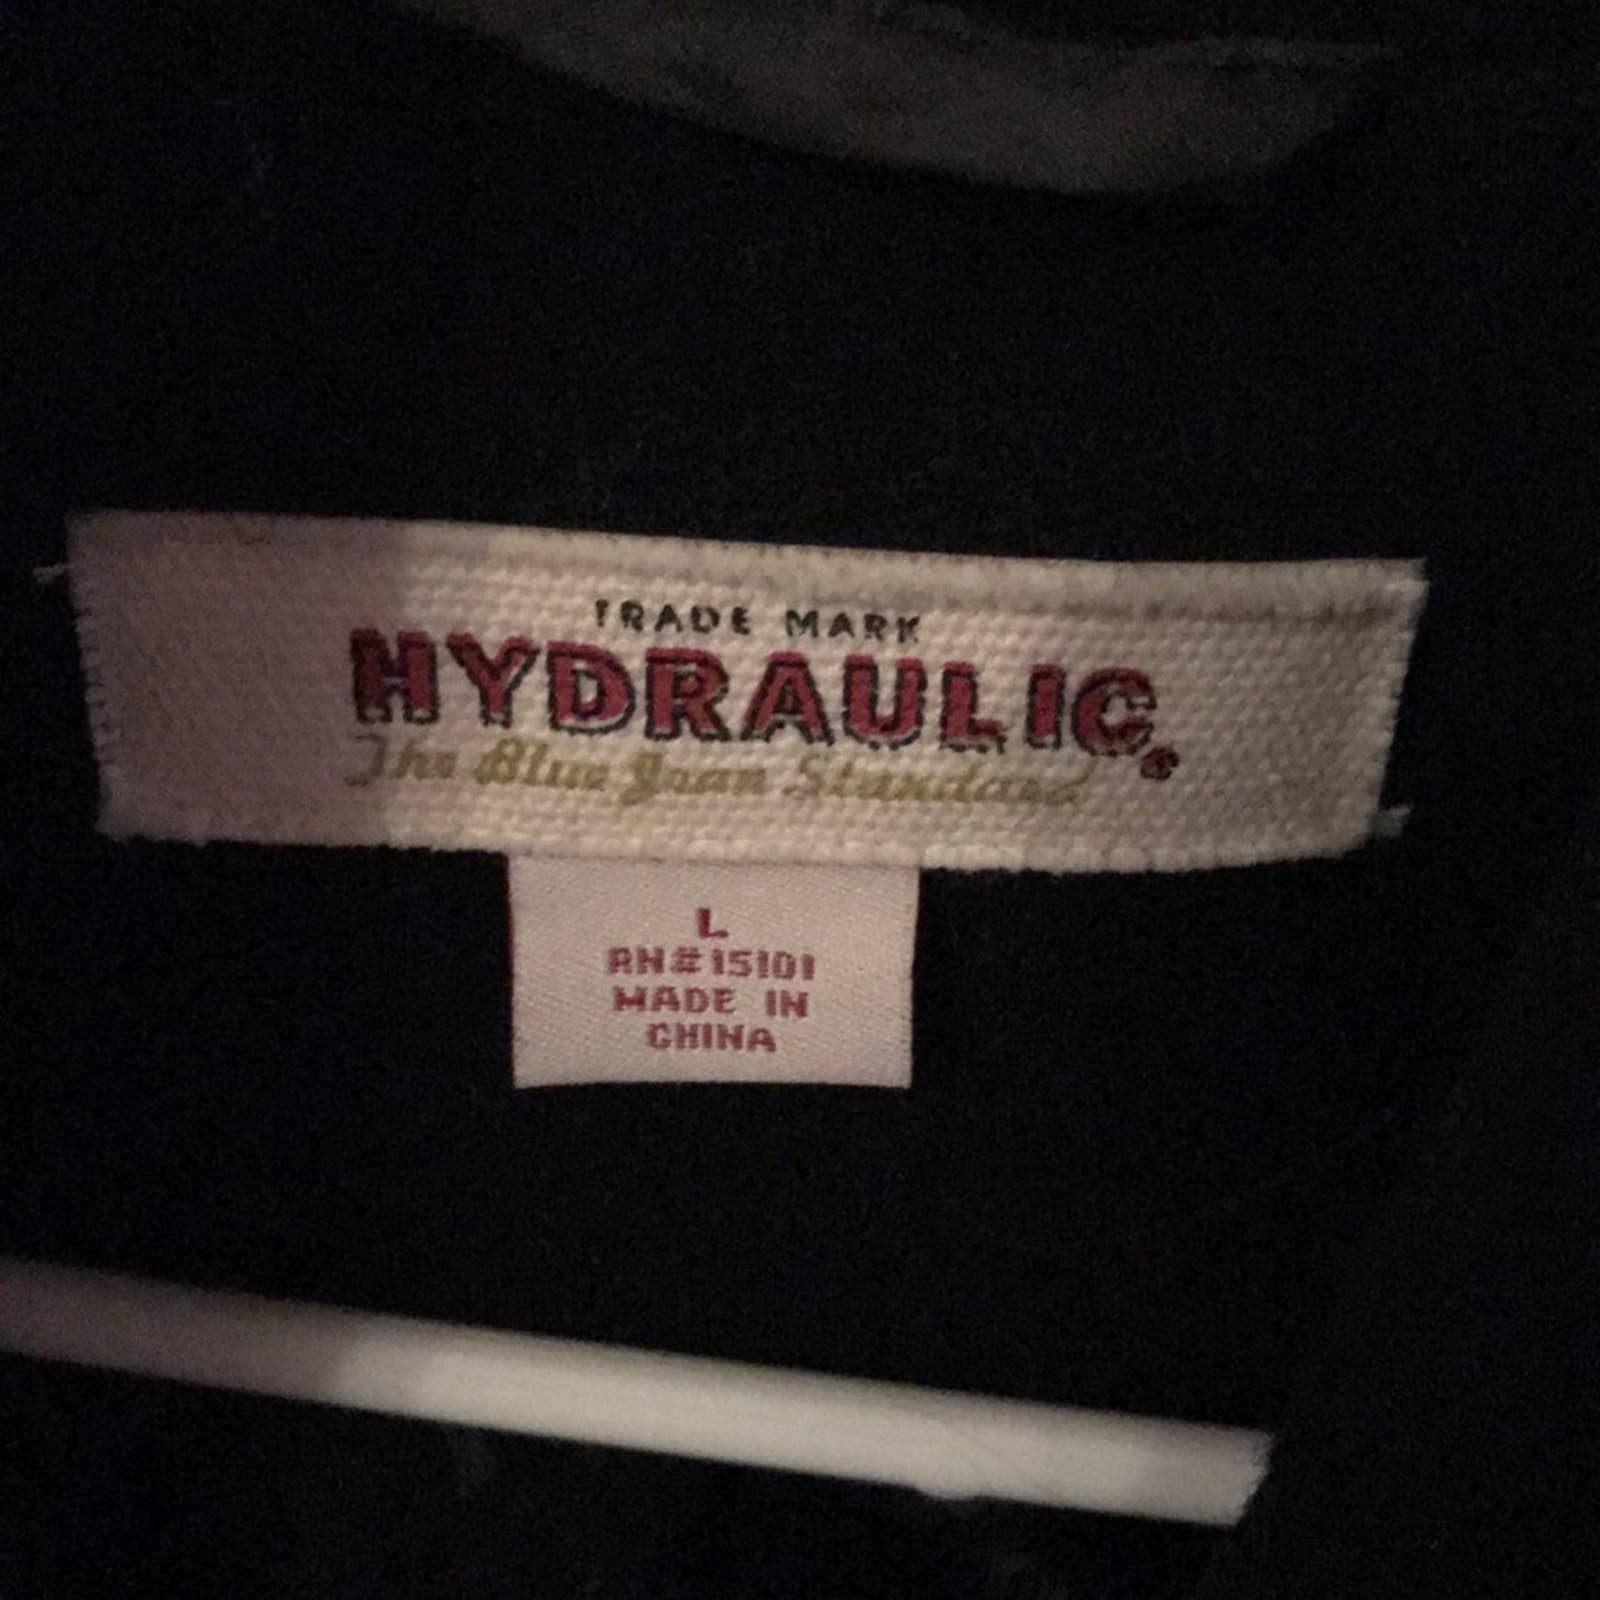 TRADE MARK
HYDRAULIC®
The Blue Jean Standard
L
RN#15101
MADE IN
CHINA